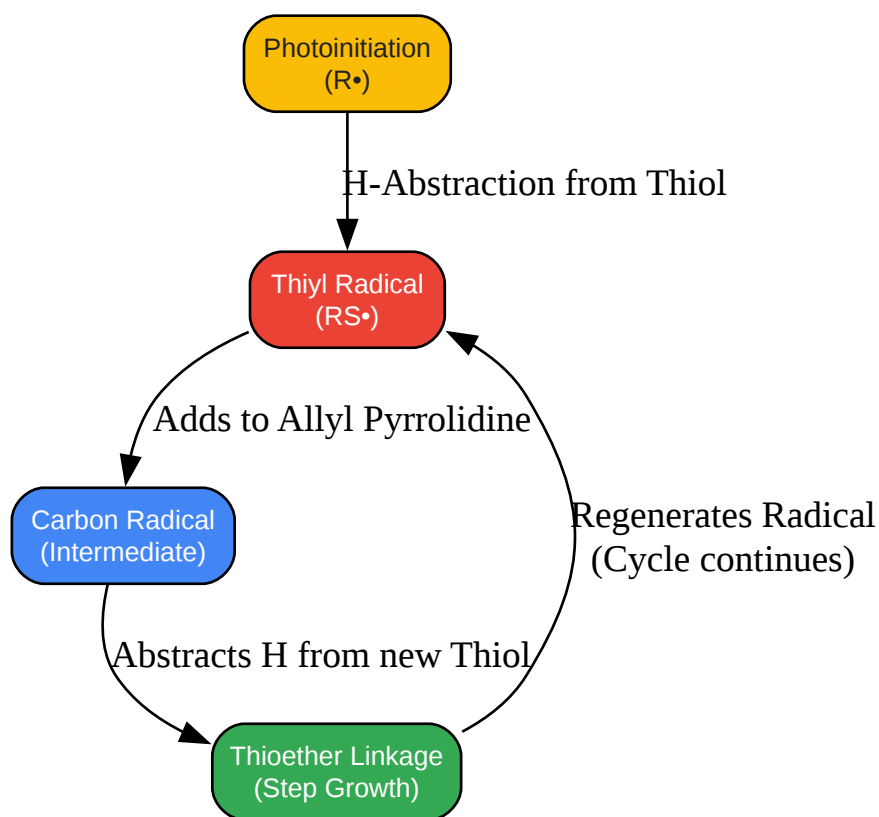 Photoinitiation
(R•)
H-Abstraction from Thiol
Thiyl Radical
(RS•)
Adds to Allyl Pyrrolidine
Carbon Radical
(Intermediate)
Regenerates Radical
(Cycle continues)
Abstracts H from new Thiol
Thioether Linkage
(Step Growth)